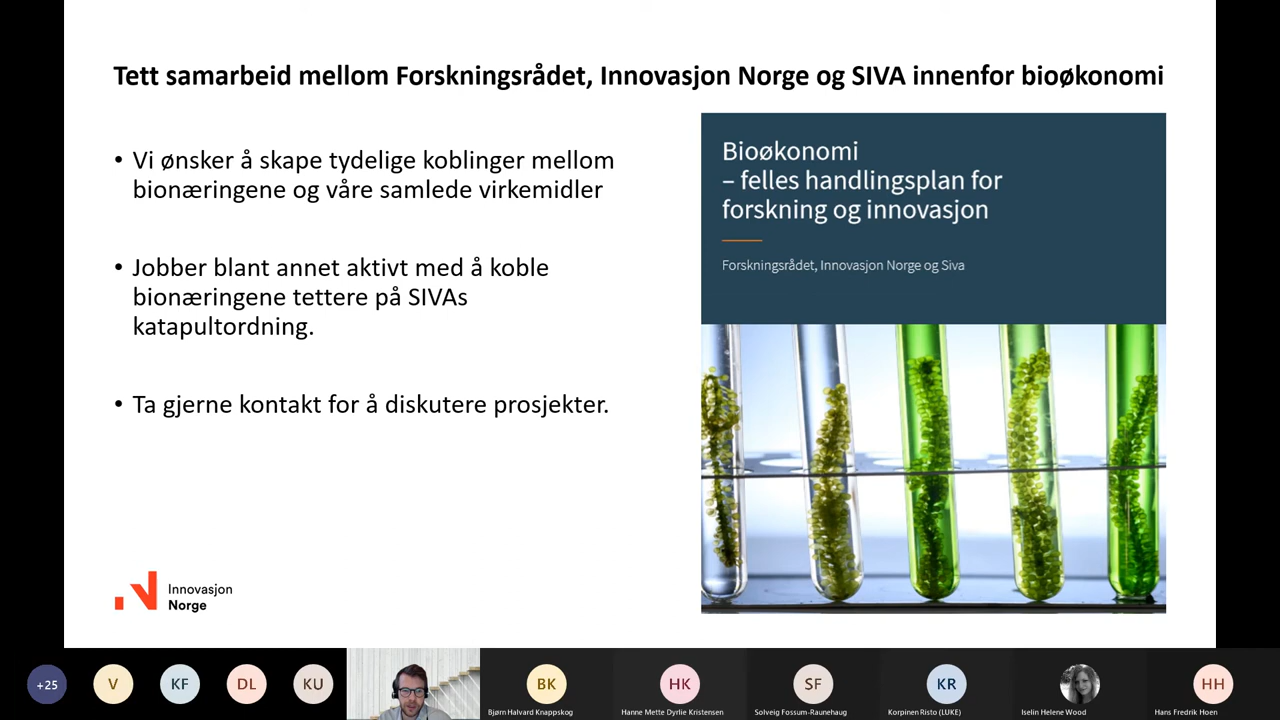 Tett samarbeid mellom Forskningsrådet, Innovasjon Norge og SIVA innenfor bioøkonomi
• Vi ønsker å skape tydelige koblinger mellom
bionæringene og våre samlede virkemidler
• Jobber blant annet aktivt med å koble
bionæringene tettere på SIVAs
katapultordning.
• Ta gjerne kontakt for å diskutere prosjekter.
Bioøkonomi
– felles handlingsplan for
forskning og innovasjon
Forskningsrådet, Innovasjon Norge og Siva
Innovasjon
Norge
+25
V
KF
DL
KU
BK
HK
SF
KR
HH
Bjørn Halvard Knappskog
Hanne Mette Dyrlie Kristensen
Solveig Fossum-Raunehaug
Korpinen Risto (LUKE)
Iselin Helene Wood
Hans Fredrik Hoen